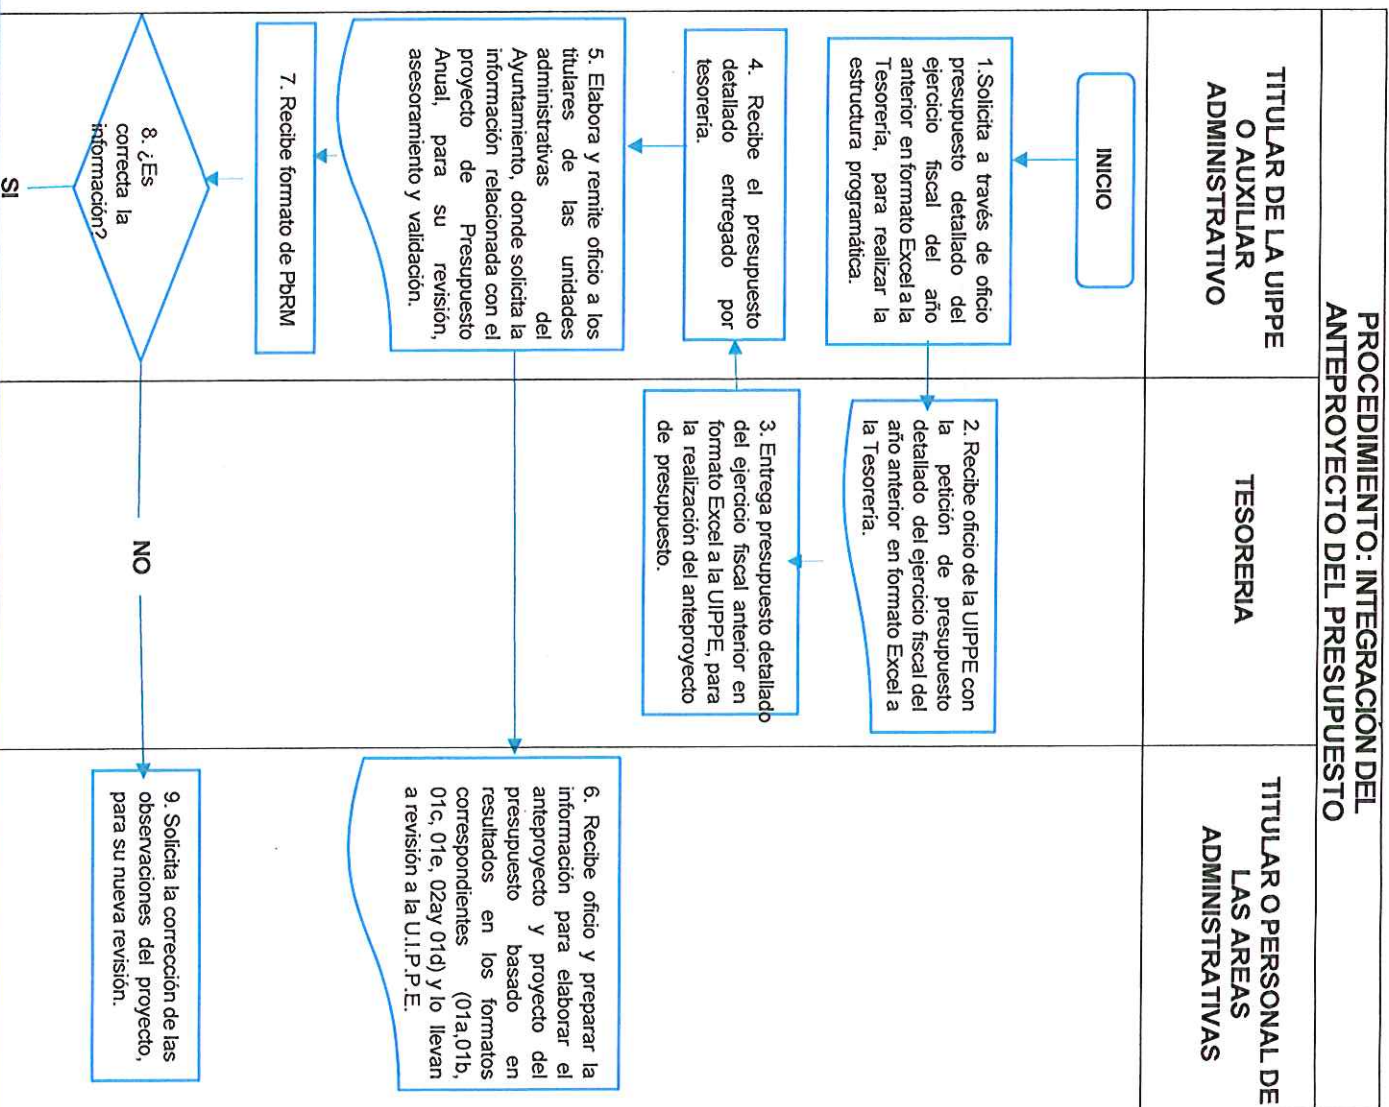 PROCEDIMIENTO: INTEGRACIÓN DEL
ANTEPROYECTO DEL PRESUPUESTO
TITULAR DE LA UIPPE
O AUXILIAR
ADMINISTRATIVO
TESORERIA
TITULAR O PERSONAL DE
LAS AREAS
ADMINISTRATIVAS
INICIO
1.Solicita a través de oficio
presupuesto detallado del
ejercicio fiscal del año
anterior en formato Excel a la
Tesorería, para realizar la
estructura programática.
2. Recibe oficio de la UIPPE con
la petición de presupuesto
detallado del ejercicio fiscal del
año anterior en formato Excel a
la Tesorería.
3. Entrega presupuesto detallado
del ejercicio fiscal anterior en
formato Excel a la UIPPE, para
la realización del anteproyecto
de presupuesto.
4. Recibe el presupuesto
detallado entregado por
tesorería.
5. Elabora y remite oficio a los
titulares de las unidades
administrativas del
Ayuntamiento, donde solicita la
información relacionada con el
proyecto de Presupuesto
Anual, para su revisión,
asesoramiento y validación.
6. Recibe oficio y preparar la
información para elaborar el
anteproyecto y proyecto del
presupuesto basado en
resultados en los formatos
correspondientes (01a,01b,
01c, 01e, 02ay 01d) y lo llevan
a revisión a la U.I.P.P.E.
7. Recibe formato de PbRM
8. ¿Es
correcta la
información?
NO
9. Solicita la corrección de las
observaciones del proyecto,
para su nueva revisión.
SI